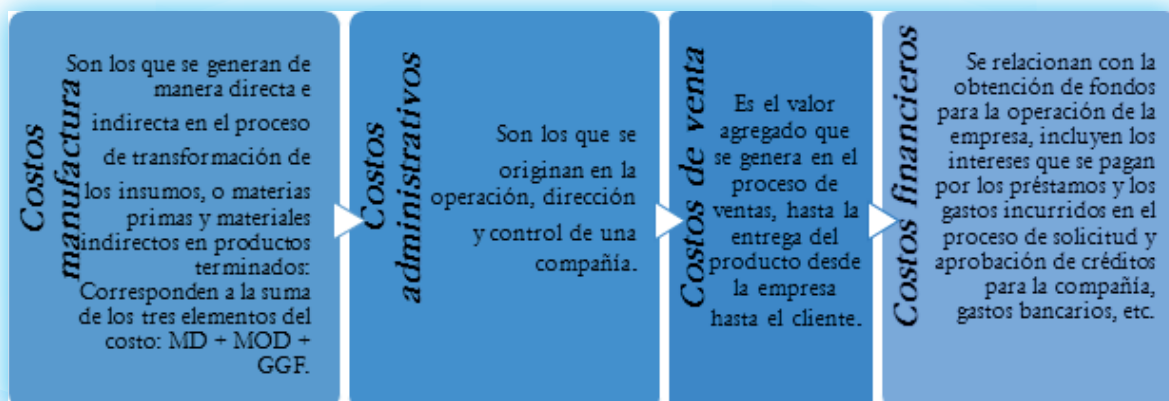 Costos
manufactura
Son los que se generan de
manera directa e
indirecta en el proceso
de transformación de
los insumos, o materias
primas y materiales
indirectos en productos
terminados:
Corresponden a la suma
de los tres elementos del
costo: MD + MOD +
GGF.
Costos
administrativos
Son los que se
originan en la
operación, dirección
y control de una
compañía.
Costos de venta
Es el valor
agregado que
se genera en el
proceso de
ventas, hasta la
entrega del
producto desde
la empresa
hasta el cliente.
Costos financieros
Se relacionan con la
obtención de fondos
para la operación de la
empresa, incluyen los
intereses que se pagan
por los préstamos y los
gastos incurridos en el
proceso de solicitud y
aprobación de créditos
para la compañía,
gastos bancarios, etc.